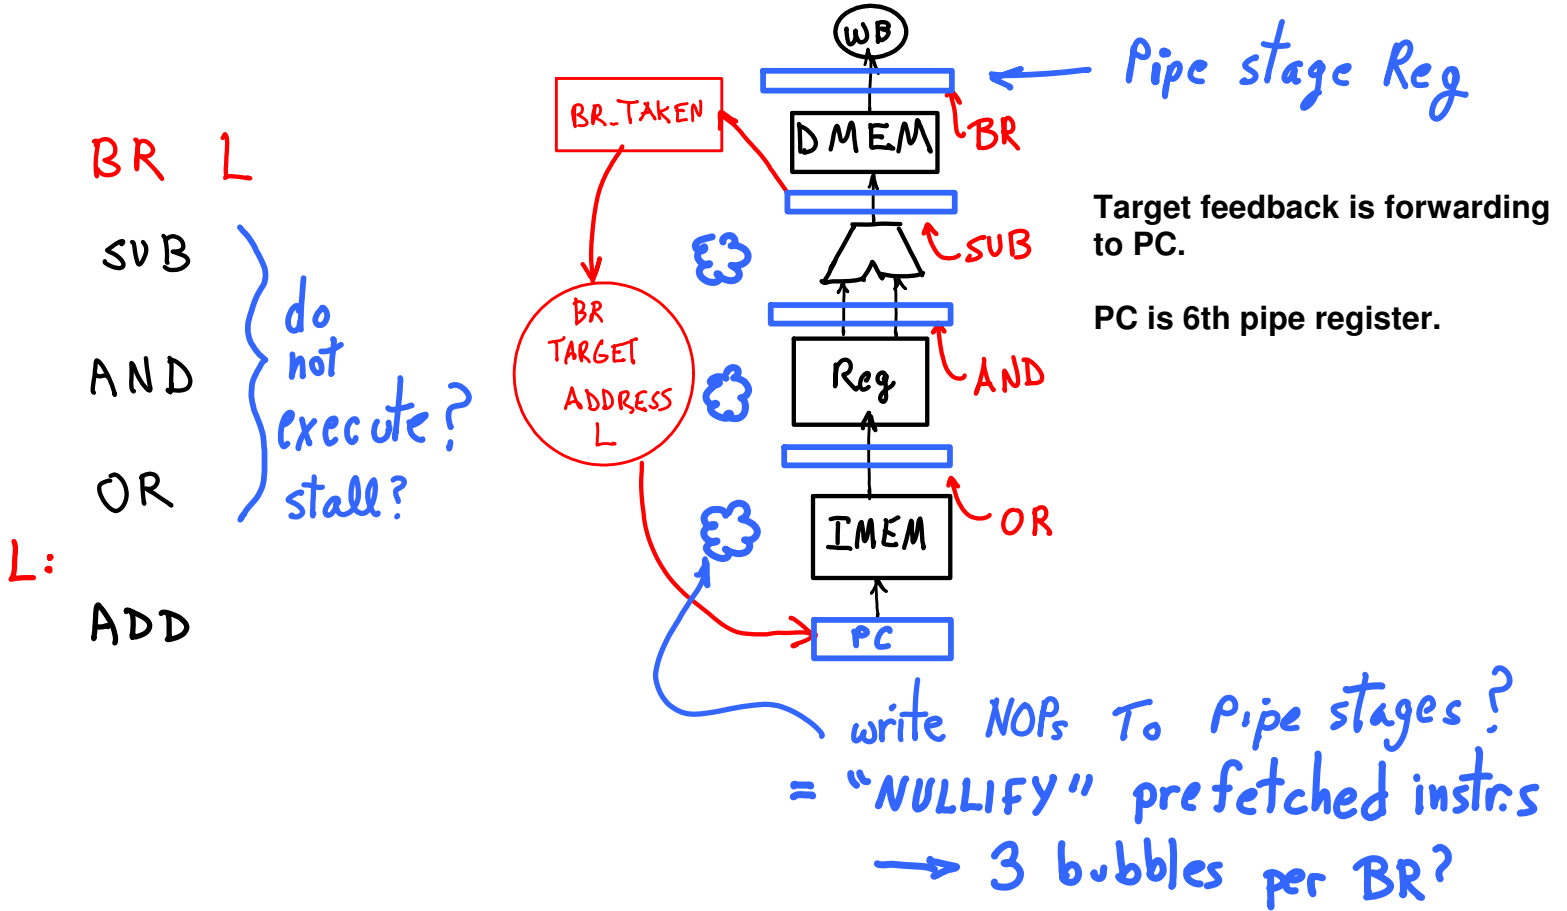 BR L
SUB
AND
OR
L:
ADD
do
not
execute?
stall?
BR_TAKEN
BR
TARGET
ADDRESS
L
WB
DMEM
Reg
IMEM
PC
BR
SUB
AND
OR
Pipe stage Reg
Target feedback is forwarding
to PC.
PC is 6th pipe register.
write NOPs To Pipe stages?
= "NULLIFY" prefetched instr.s
→ 3 bubbles per BR?